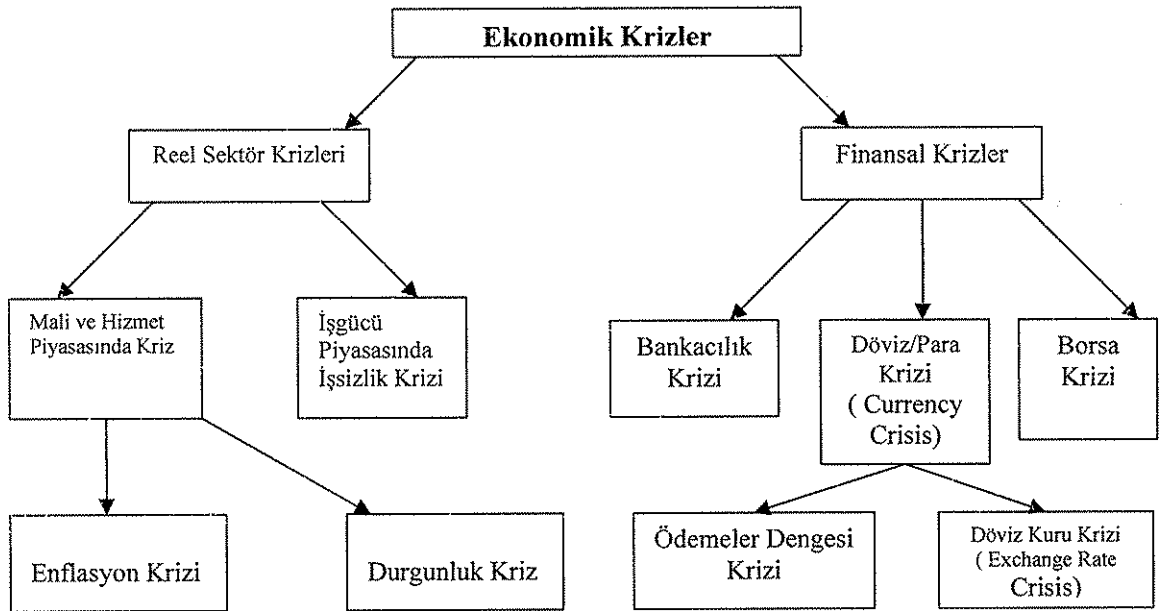 Ekonomik Krizler
Reel Sektör Krizleri
Finansal Krizler
Mali ve Hizmet
Piyasasında Kriz
İşgücü
Piyasasında
İşsizlik Krizi
Bankacılık
Krizi
Döviz/Para
Krizi
( Currency
Crisis)
Borsa
Krizi
Enflasyon Krizi
Durgunluk Kriz
Ödemeler Dengesi
Krizi
Döviz Kuru Krizi
( Exchange Rate
Crisis)